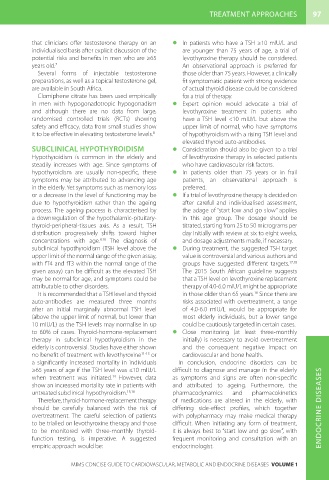 TREATMENT APPROACHES 97
that clinicians offer testosterone therapy on an
individualised basis after explicit discussion of the
potential risks and benefits in men who are ≥65
years old.
Several forms of injectable testosterone
preparations, as well as a topical testosterone gel,
are available in South Africa.
Clomiphene citrate has been used empirically
in men with hypogonadotropic hypogonadism
and although there are no data from large,
randomised controlled trials (RCTs) showing
safety and efficacy, data from small studies show
it to be effective in elevating testosterone levels.
SUBCLINICAL HYPOTHYROIDISM
Hypothyroidism is common in the elderly and
steadily increases with age. Since symptoms of
hypothyroidism are usually non-specific, these
symptoms may be attributed to advancing age
in the elderly. Yet symptoms such as memory loss
or a decrease in the level of functioning may be
due to hypothyroidism rather than the ageing
process. The ageing process is characterised by
a downregulation of the hypothalamic-pituitary-
thyroid-peripheral-tissues axis. As a result, TSH
distribution progressively shifts toward higher
concentrations with age. The diagnosis of
subclinical hypothyroidism (TSH level above the
upper limit of the normal range of the given assay,
with FT4 and FT3 within the normal range of the
given assay) can be difficult as the elevated TSH
may be normal for age, and symptoms could be
attributable to other disorders.
It is recommended that a TSH level and thyroid
auto-antibodies are measured three months
after an initial marginally abnormal TSH level
(above the upper limit of normal, but lower than
10 mIU/L) as the TSH levels may normalise in up
to 60% of cases. Thyroid-hormone-replacement
therapy in subclinical hypothyroidism in the
elderly is controversial. Studies have either shown
no benefit of treatment with levothyroxine or
a significantly increased mortality in individuals
≥65 years of age if the TSH level was ≤10 mIU/L
when treatment was initiated. However, data
show an increased mortality rate in patients with
untreated subclinical hypothyroidism.
Therefore, thyroid-hormone-replacement therapy
should be carefully balanced with the risk of
overtreatment. The careful selection of patients
to be trialled on levothyroxine therapy and those
to be monitored with three-monthly thyroid-
function testing, is imperative. A suggested
empiric approach would be:
● In patients who have a TSH ≥10 mIU/L and
are younger than 75 years of age, a trial of
levothyroxine therapy should be considered.
An observational approach is preferred for
those older than 75 years. However, a clinically
fit symptomatic patient with strong evidence
of actual thyroid disease could be considered
for a trial of therapy
● Expert opinion would advocate a trial of
levothyroxine treatment in patients who
have a TSH level <10 mIU/L but above the
upper limit of normal, who have symptoms
of hypothyroidism with a rising TSH level and
elevated thyroid auto-antibodies.
● Consideration should also be given to a trial
of levothyroxine therapy in selected patients
who have cardiovascular risk factors.
● In patients older than 75 years or in frail
patients, an observational approach is
preferred.
● If a trial of levothyroxine therapy is decided on
after careful and individualised assessment,
the adage of “start low and go slow” applies
in this age group. The dosage should be
titrated, starting from 25 to 50 micrograms per
day initially with review at six to eight weeks,
and dosage adjustments made, if necessary.
● During treatment, the suggested TSH target
value is controversial and various authors and
groups have suggested different targets.
The 2015 South African guideline suggests
that a TSH level on levothyroxine replacement
therapy of 4.0-6.0 mIU/L might be appropriate
in those older than 65 years. Since there are
risks associated with overtreatment, a range
of 4.0-6.0 mIU/L would be appropriate for
most elderly individuals, but a lower range
could be cautiously targeted in certain cases.
● Close monitoring (at least three-monthly
initially) is necessary to avoid overtreatment
and the consequent negative impact on
cardiovascular and bone health.
In conclusion, endocrine disorders can be
difficult to diagnose and manage in the elderly
as symptoms and signs are often non-specific
and attributed to ageing. Furthermore, the
pharmacodynamics and pharmacokinetics
of medications are altered in the elderly, with
differing side-effect profiles, which together
with polypharmacy may make medical therapy
difficult. When initiating any form of treatment,
it is always best to “start low and go slow”, with
frequent monitoring and consultation with an
endocrinologist.
ENDOCRINE DISEASES
MIMS CONCISE GUIDE TO CARDIOVASCULAR, METABOLIC AND ENDOCRINE DISEASES VOLUME 1